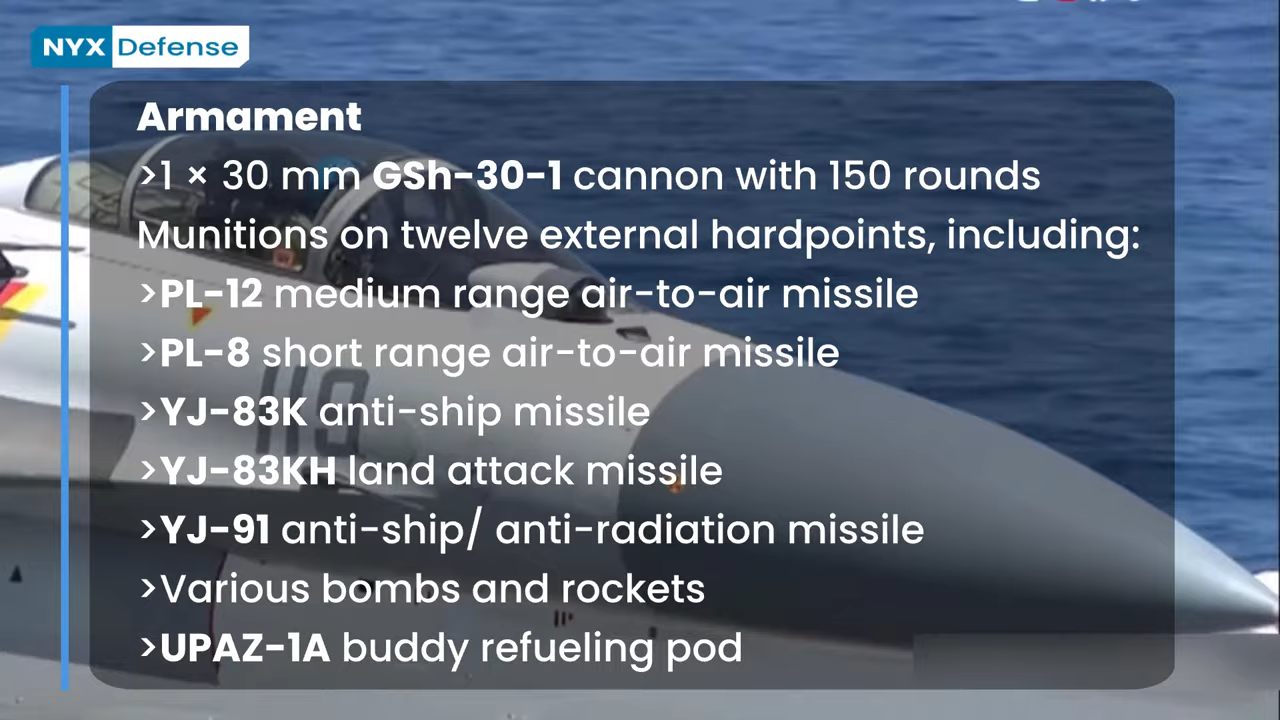 NYX Defense
Armament
>1 × 30 mm GSh-30-1 cannon with 150 rounds
Munitions on twelve external hardpoints, including:
>PL-12 medium range air-to-air missile
>PL-8 short range air-to-air missile
>YJ-83K anti-ship missile
>YJ-83KH land attack missile
>YJ-91 anti-ship/ anti-radiation missile
>Various bombs and rockets
>UPAZ-1A buddy refueling pod
119